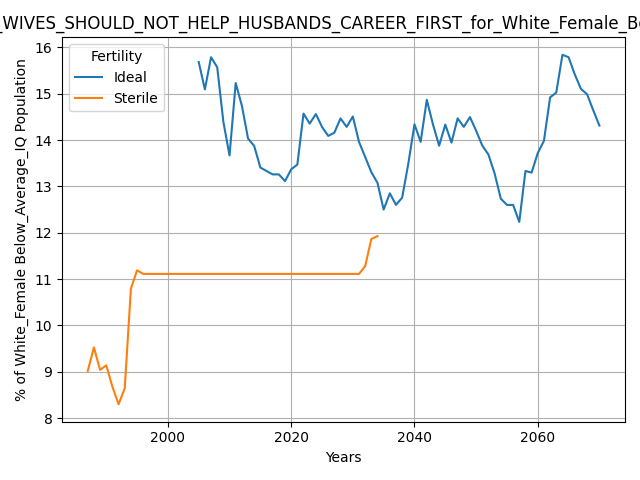 _WIVES_SHOULD_NOT_HELP_HUSBANDS_CAREER_FIRST_for_White_Female_Be
Fertility
Ideal
Sterile
% of White_Female Below_Average_IQ Population
16
15
14
13
12
11
10
9
8
2000 2020 2040 2060
Years